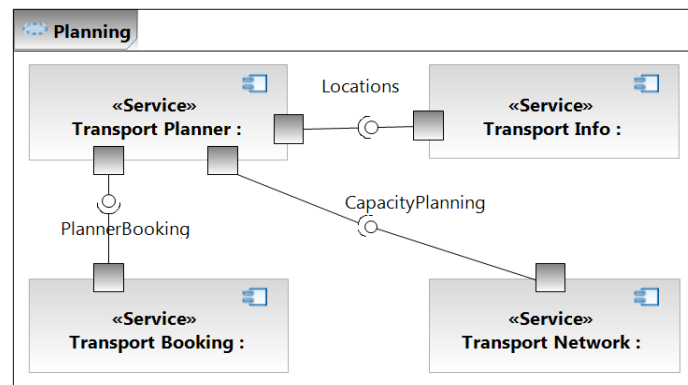 Planning
Locations
«Service»
Transport Planner :
«Service»
Transport Info :
CapacityPlanning
PlannerBooking
«Service»
Transport Booking :
«Service»
Transport Network :